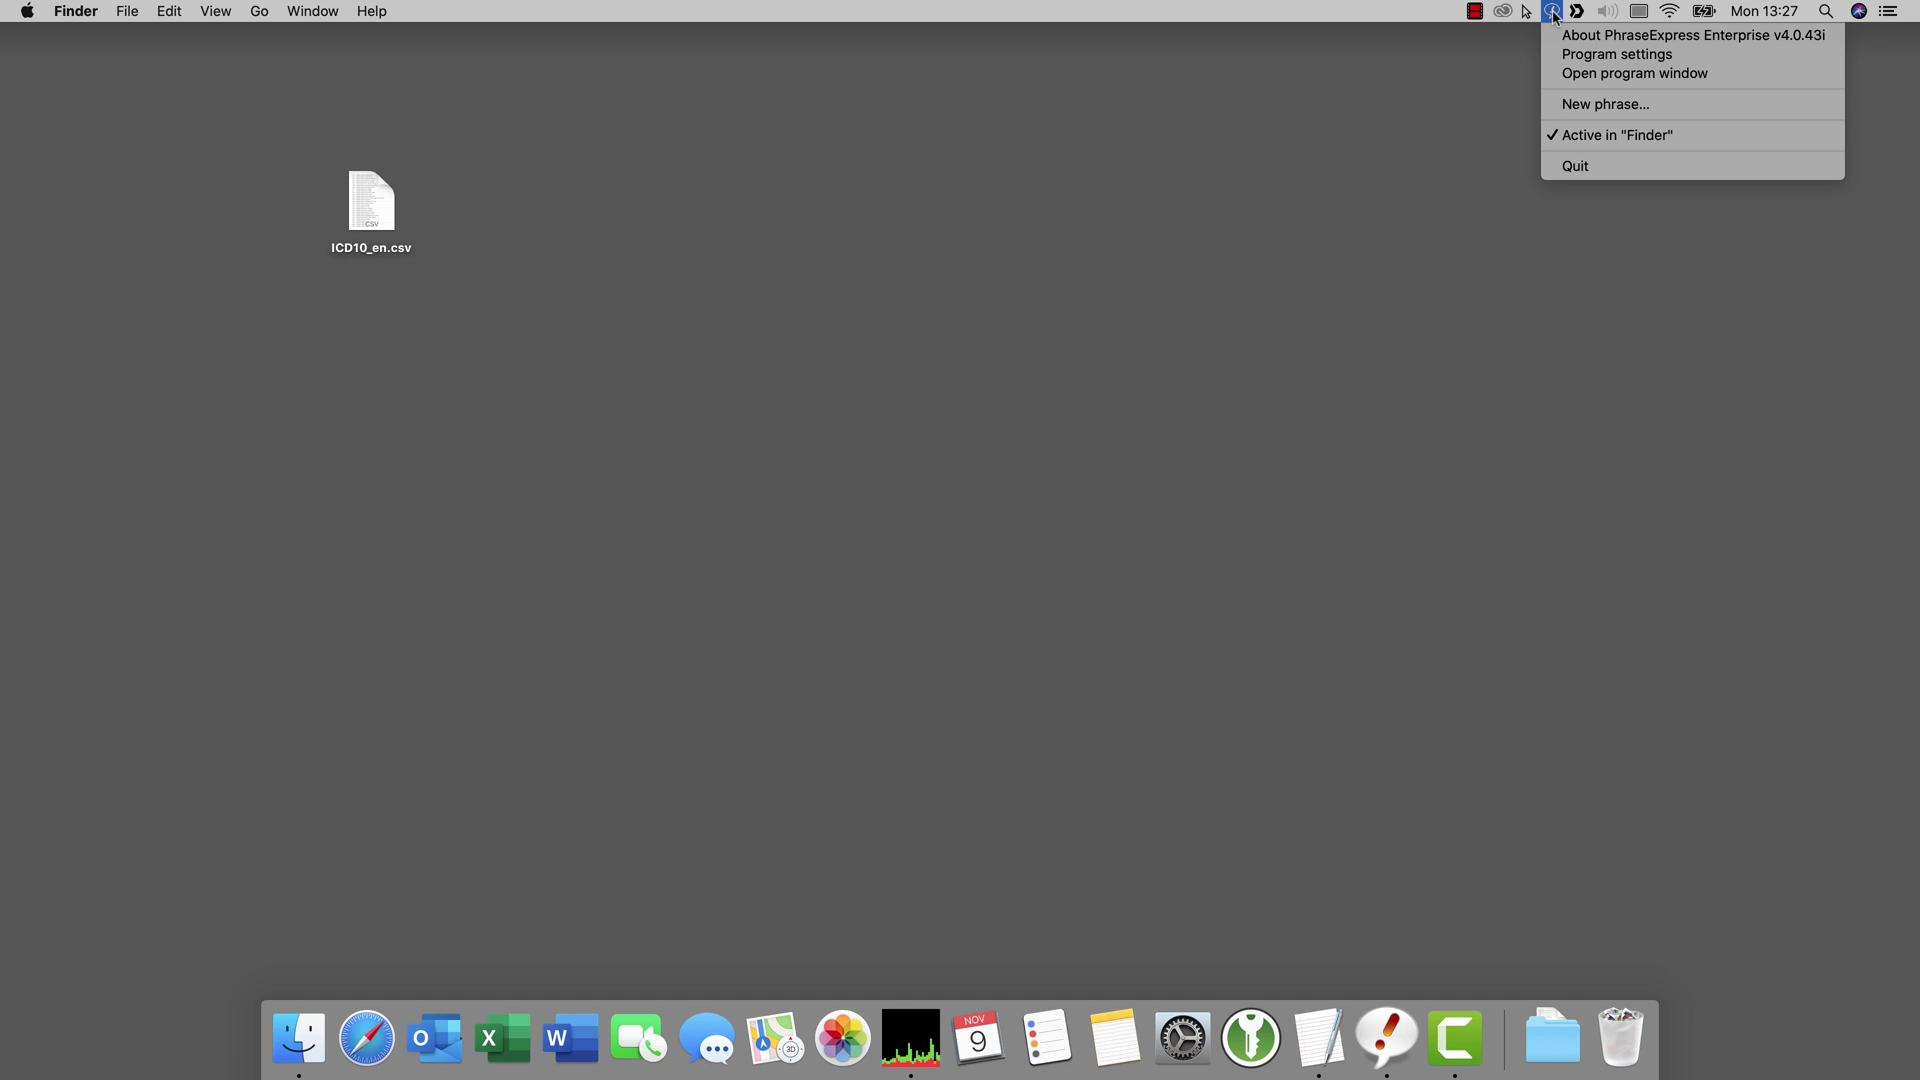 Finder File Edit View Go Window Help Mon 13:27
About PhraseExpress Enterprise v4.0.43i
Program settings
Open program window
New phrase...
✓ Active in "Finder"
Quit
CSV
ICD10_en.csv
O X W 3D NOV 9